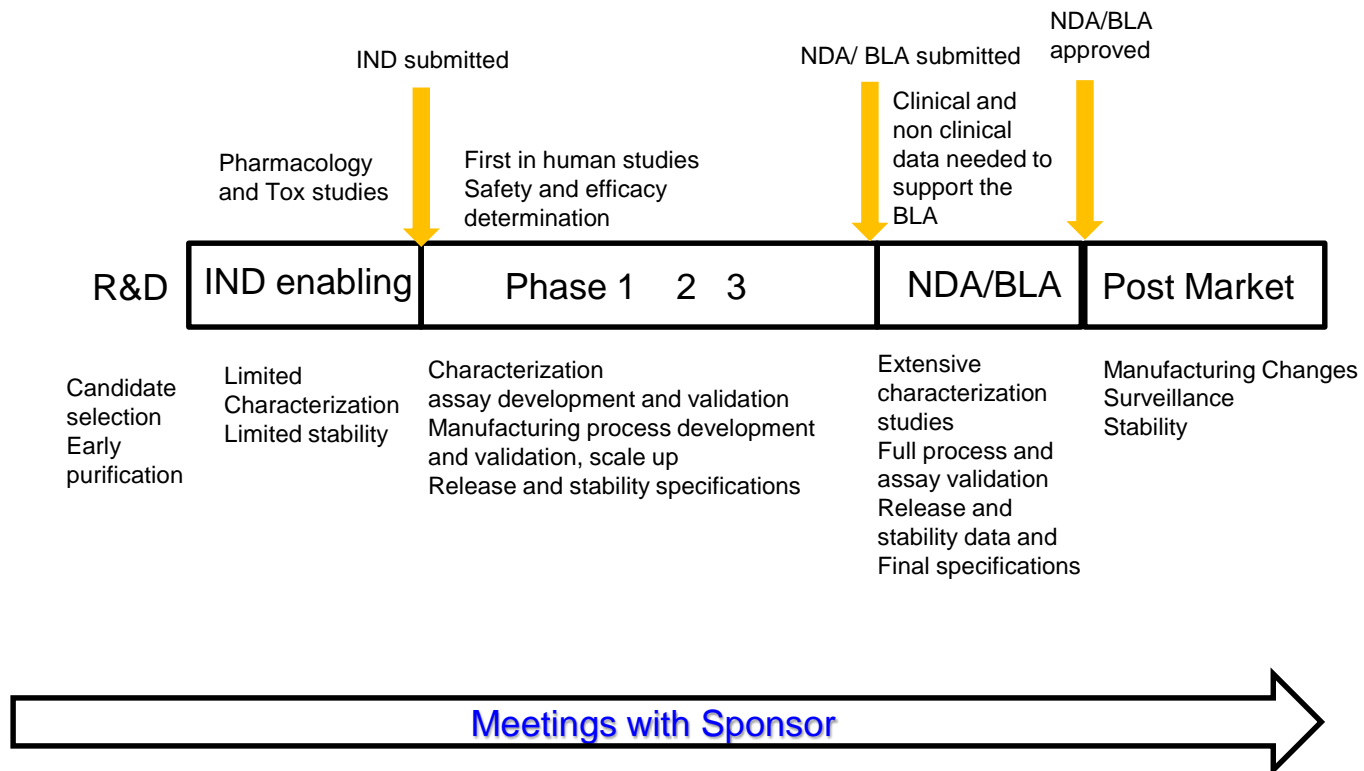 NDA/BLA
approved
IND submitted
NDA/ BLA submitted
Pharmacology
and Tox studies
First in human studies
Safety and efficacy
determination
Clinical and
non clinical
data needed to
support the
BLA
R&D
IND enabling
Phase 1 2 3
NDA/BLA
Post Market
Candidate
selection
Early
purification
Limited
Characterization
Limited stability
Characterization
assay development and validation
Manufacturing process development
and validation, scale up
Release and stability specifications
Extensive
characterization
studies
Full process and
assay validation
Release and
stability data and
Final specifications
Manufacturing Changes
Surveillance
Stability
Meetings with Sponsor